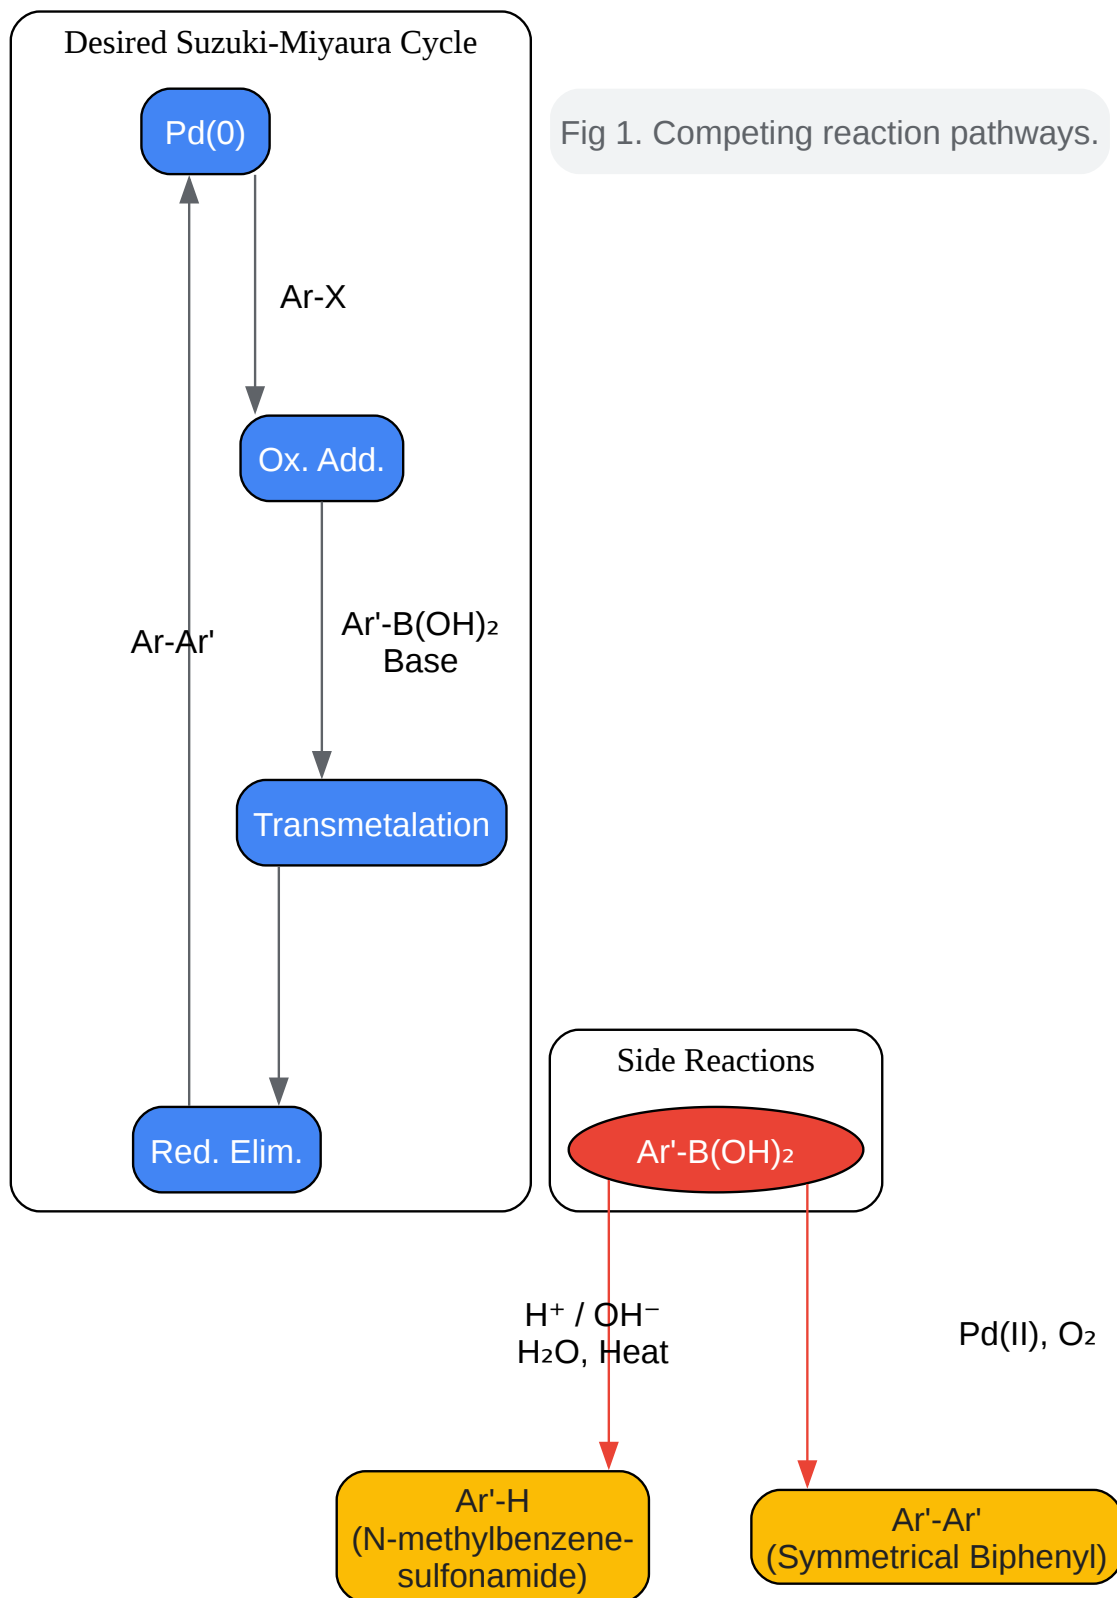 Desired Suzuki-Miyaura Cycle
Pd(0)
Fig 1. Competing reaction pathways.
Ar-X
Ox. Add.
Ar'-B(OH)₂
Base
Ar-Ar'
Transmetalation
Red. Elim.
Side Reactions
Ar'-B(OH)₂
H⁺ / OH⁻
H₂O, Heat
Pd(II), O₂
Ar'-H
(N-methylbenzene-
sulfonamide)
Ar'-Ar'
(Symmetrical Biphenyl)